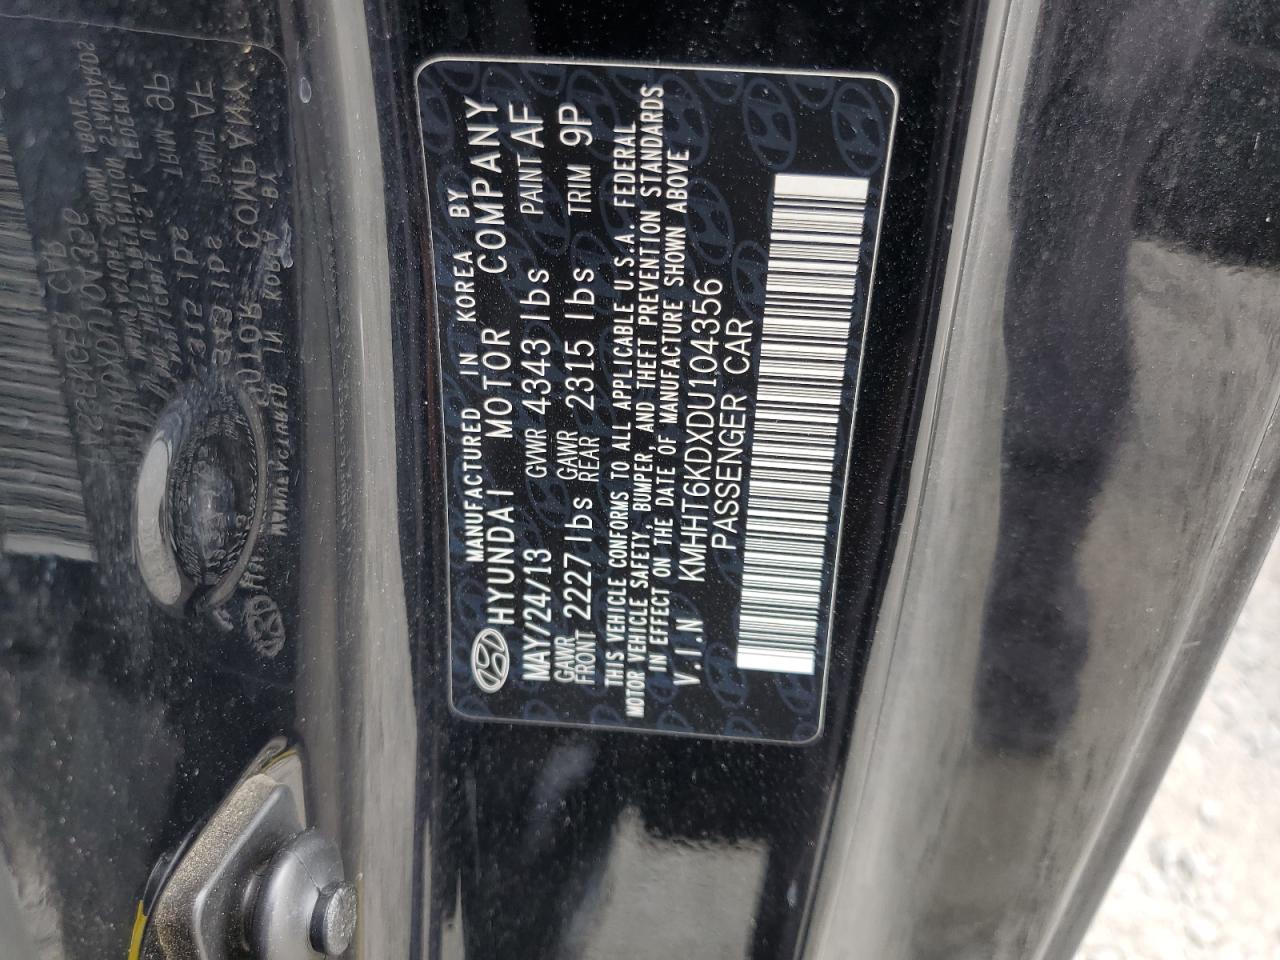 MANUFACTURED IN KOREA BY
HYUNDAI MOTOR COMPANY
MAY/24/13 GVWR 4343 lbs PAINT AF
GAWR FRONT 2227 lbs GAWR REAR 2315 lbs TRIM 9P
THIS VEHICLE CONFORMS TO ALL APPLICABLE U.S.A. FEDERAL
MOTOR VEHICLE SAFETY, BUMPER, AND THEFT PREVENTION STANDARDS
IN EFFECT ON THE DATE OF MANUFACTURE SHOWN ABOVE
V.I.N KMHHT6KDXDU104356
PASSENGER CAR